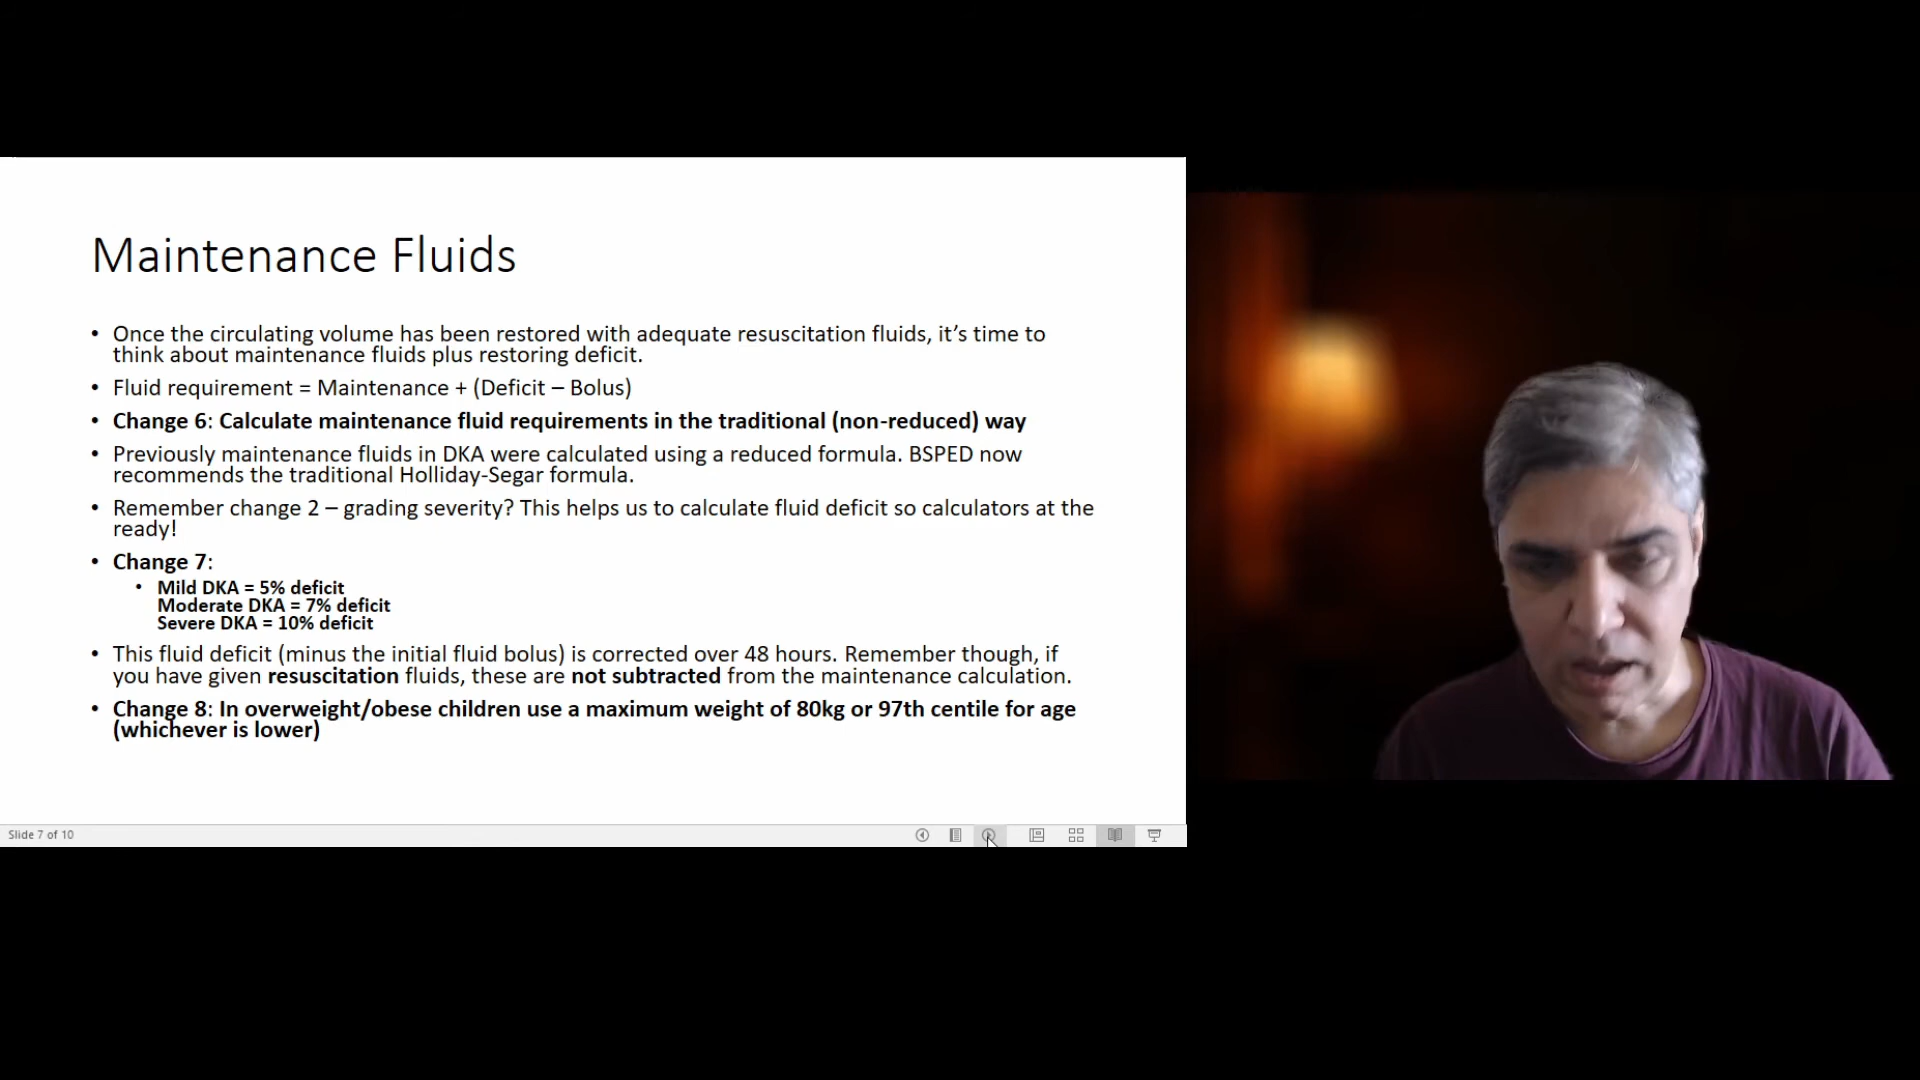 Maintenance Fluids
• Once the circulating volume has been restored with adequate resuscitation fluids, it’s time to
think about maintenance fluids plus restoring deficit.
• Fluid requirement = Maintenance + (Deficit – Bolus)
• Change 6: Calculate maintenance fluid requirements in the traditional (non-reduced) way
• Previously maintenance fluids in DKA were calculated using a reduced formula. BSPED now
recommends the traditional Holliday-Segar formula.
• Remember change 2 – grading severity? This helps us to calculate fluid deficit so calculators at the
ready!
• Change 7:
• Mild DKA = 5% deficit
Moderate DKA = 7% deficit
Severe DKA = 10% deficit
• This fluid deficit (minus the initial fluid bolus) is corrected over 48 hours. Remember though, if
you have given resuscitation fluids, these are not subtracted from the maintenance calculation.
• Change 8: In overweight/obese children use a maximum weight of 80kg or 97th centile for age
(whichever is lower)
Slide 7 of 10